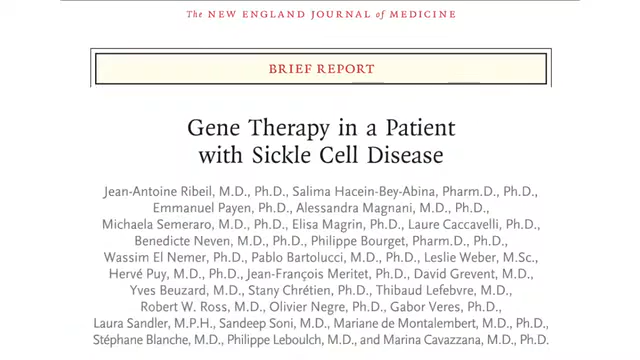 The NEW ENGLAND JOURNAL of MEDICINE
BRIEF REPORT
Gene Therapy in a Patient
with Sickle Cell Disease
Jean-Antoine Ribeil, M.D., Ph.D., Salima Hacein-Bey-Abina, Pharm.D., Ph.D.,
Emmanuel Payen, Ph.D., Alessandra Magnani, M.D., Ph.D.,
Michaela Semeraro, M.D., Ph.D., Elisa Magrin, Ph.D., Laure Caccavelli, Ph.D.,
Benedicte Neven, M.D., Ph.D., Philippe Bourget, Pharm.D., Ph.D.,
Wassim El Nemer, Ph.D., Pablo Bartolucci, M.D., Ph.D., Leslie Weber, M.Sc.,
Hervé Puy, M.D., Ph.D., Jean-François Meritet, Ph.D., David Grevent, M.D.,
Yves Beuzard, M.D., Stany Chrétien, Ph.D., Thibaud Lefebvre, M.D.,
Robert W. Ross, M.D., Olivier Negre, Ph.D., Gabor Veres, Ph.D.,
Laura Sandler, M.P.H., Sandeep Soni, M.D., Mariane de Montalembert, M.D., Ph.D.,
Stéphane Blanche, M.D., Philippe Leboulch, M.D., and Marina Cavazzana, M.D., Ph.D.